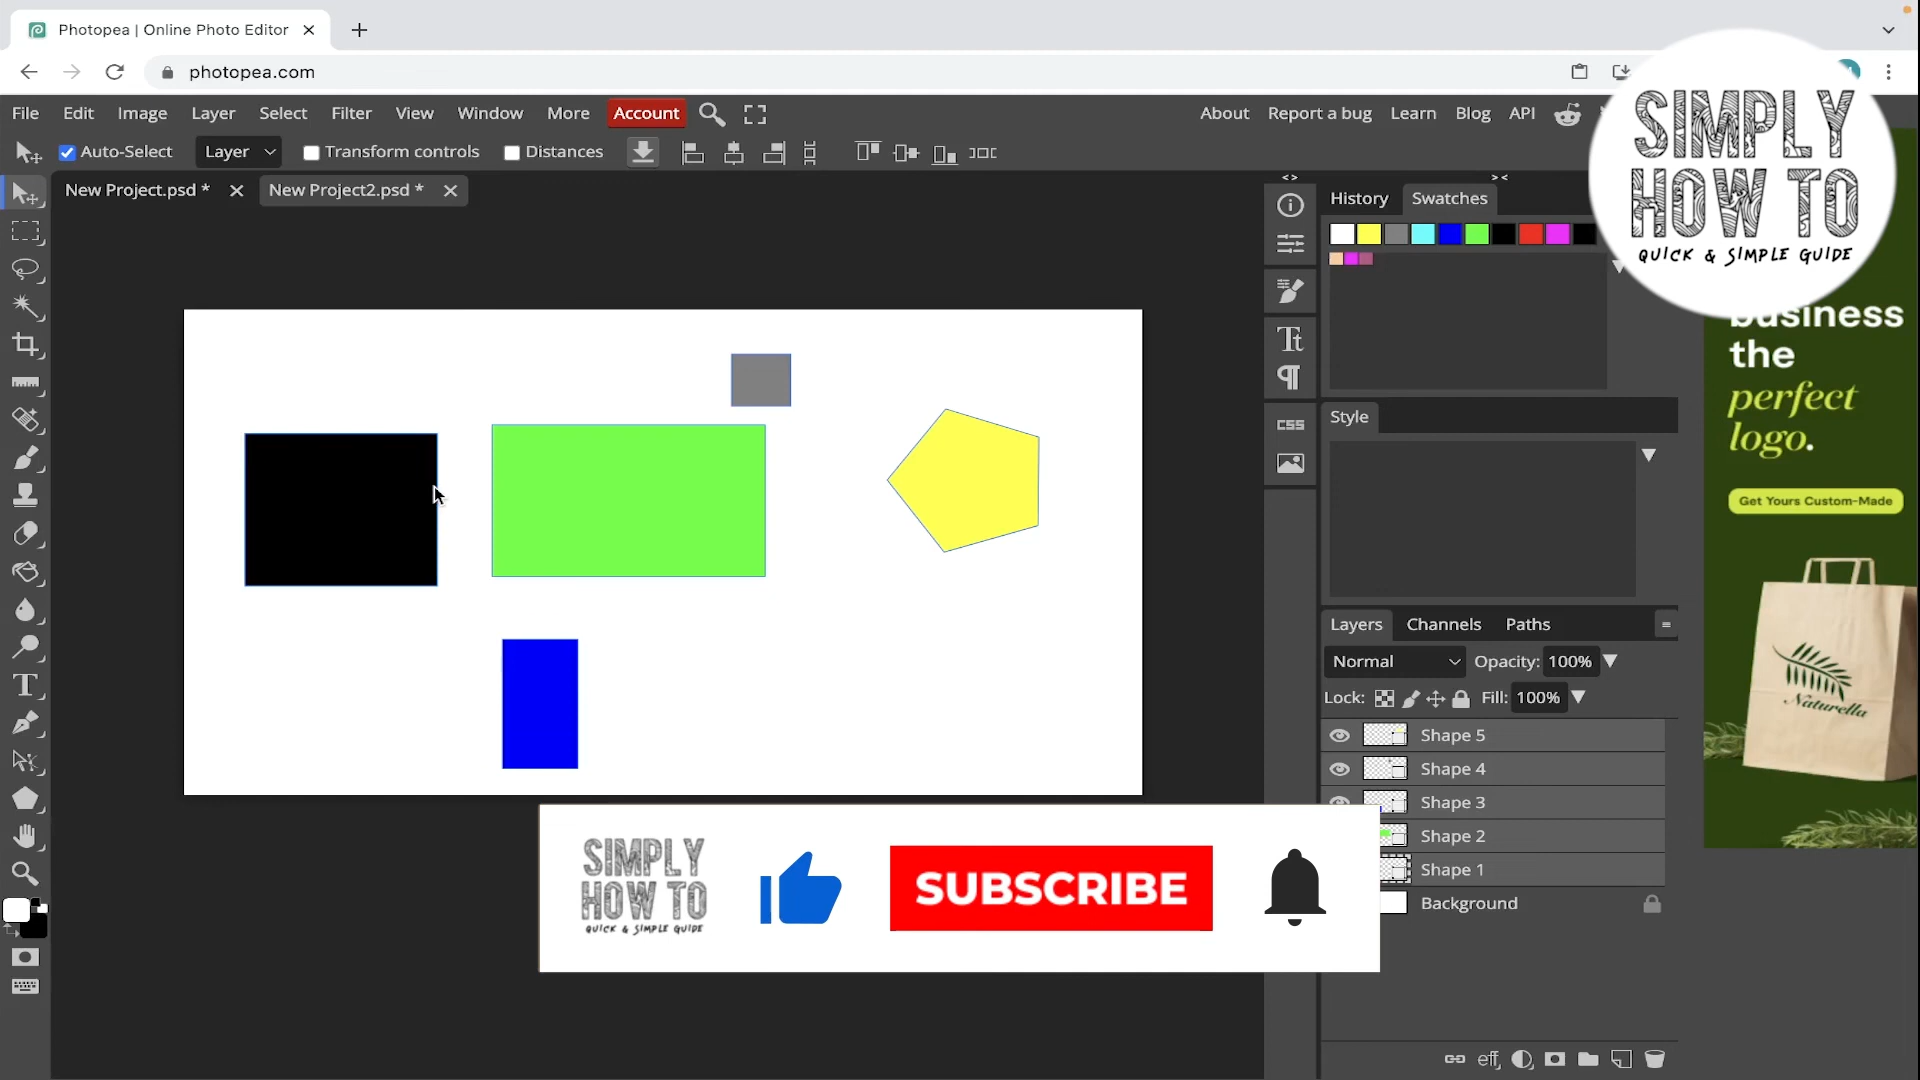 Photopea | Online Photo Editor
photopea.com
File Edit Image Layer Select Filter View Window More Account
About Report a bug Learn Blog API
Auto-Select Layer Transform controls Distances
New Project.psd * New Project2.psd *
History Swatches
SIMPLY
HOW TO
QUICK & SIMPLE GUIDE
business
the
perfect
logo.
Get Yours Custom-Made
Naturella
CSS
Style
Layers Channels Paths
Normal Opacity: 100%
Lock: Fill: 100%
Shape 5
Shape 4
Shape 3
Shape 2
Shape 1
Background
SIMPLY
HOW TO
QUICK & SIMPLE GUIDE
SUBSCRIBE
eff